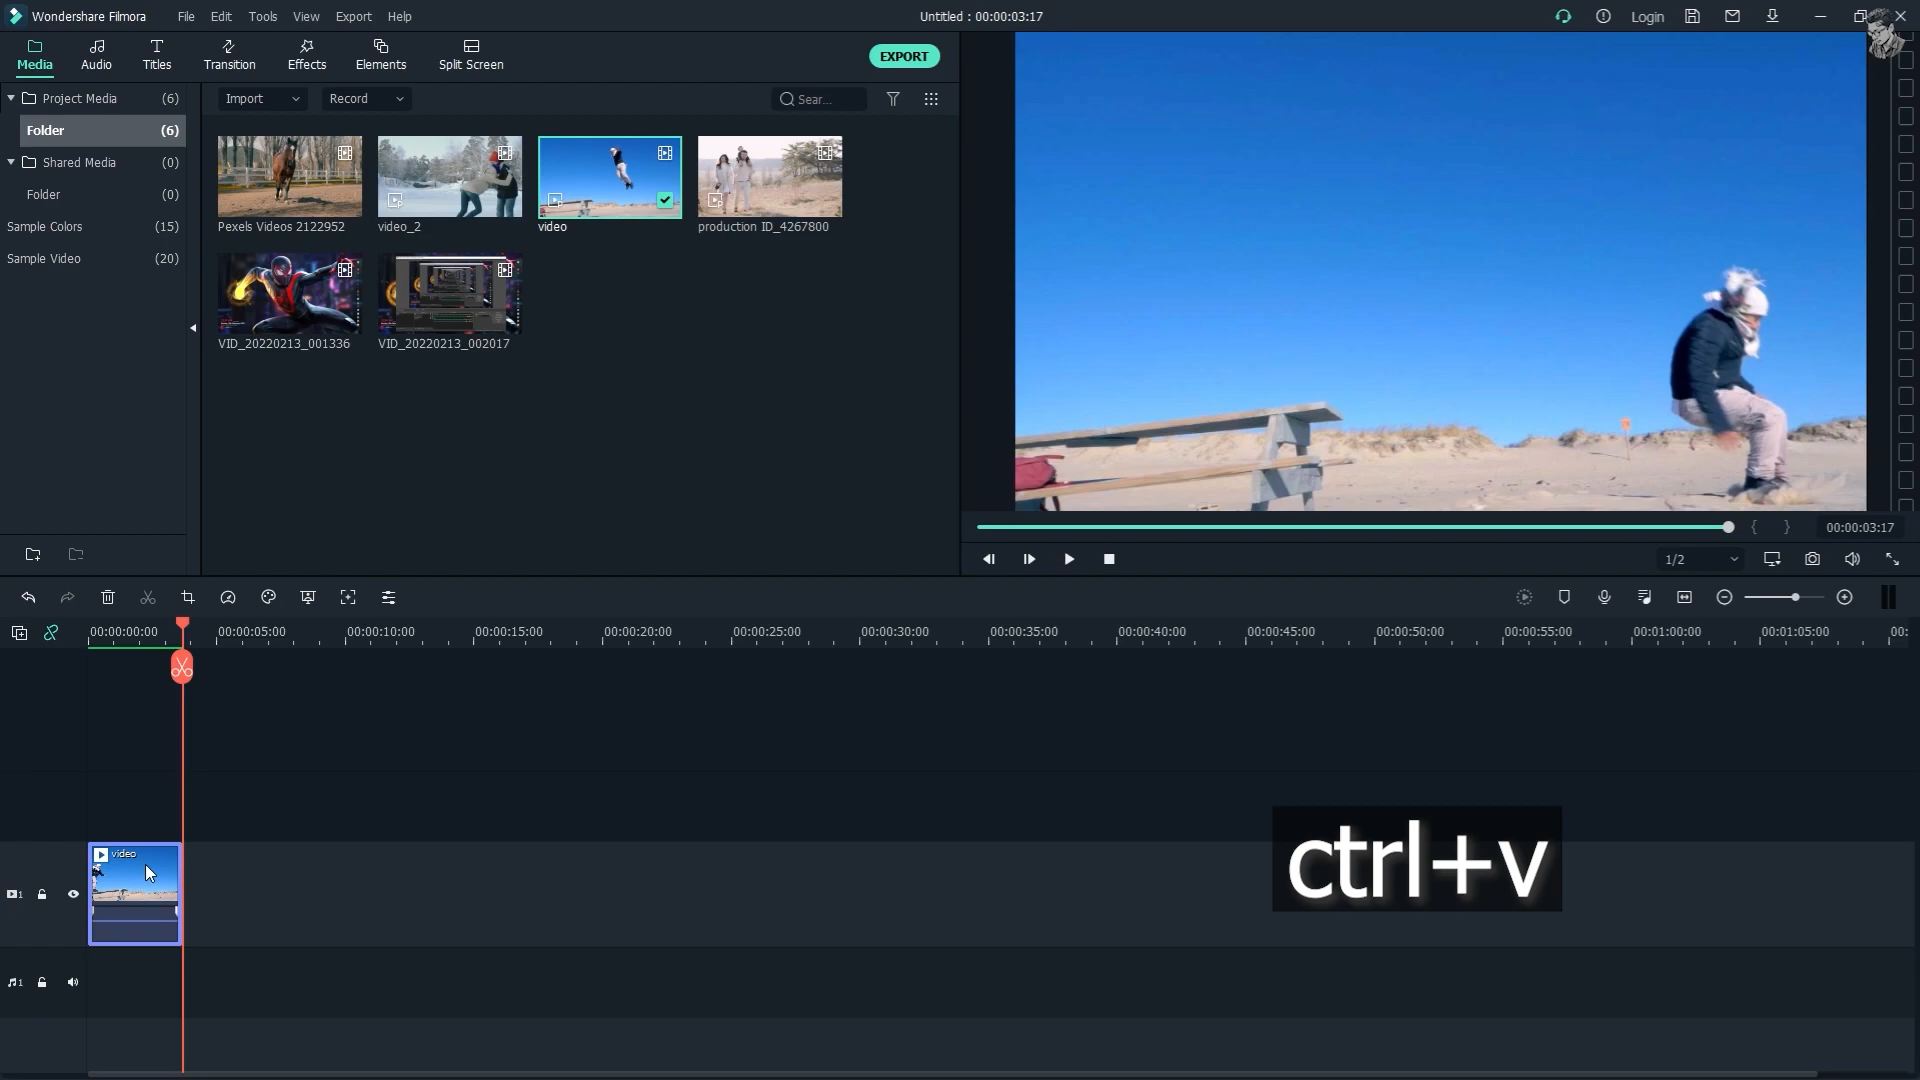 Wondershare Filmora File Edit Tools View Export Help Untitled : 00:00:03:17 Login
Media Audio Titles Transition Effects Elements Split Screen EXPORT
Project Media (6)
Folder (6)
Shared Media (0)
Folder (0)
Sample Colors (15)
Sample Video (20)
Import Record Sear...
Pexels Videos 2122952 video_2 video production ID_4267800
VID_20220213_001336 VID_20220213_002017
{ } 00:00:03:17
1/2
00:00:00:00 00:00:05:00 00:00:10:00 00:00:15:00 00:00:20:00 00:00:25:00 00:00:30:00 00:00:35:00 00:00:40:00 00:00:45:00 00:00:50:00 00:00:55:00 00:01:00:00 00:01:05:00 00:
video
1
1
ctrl+v